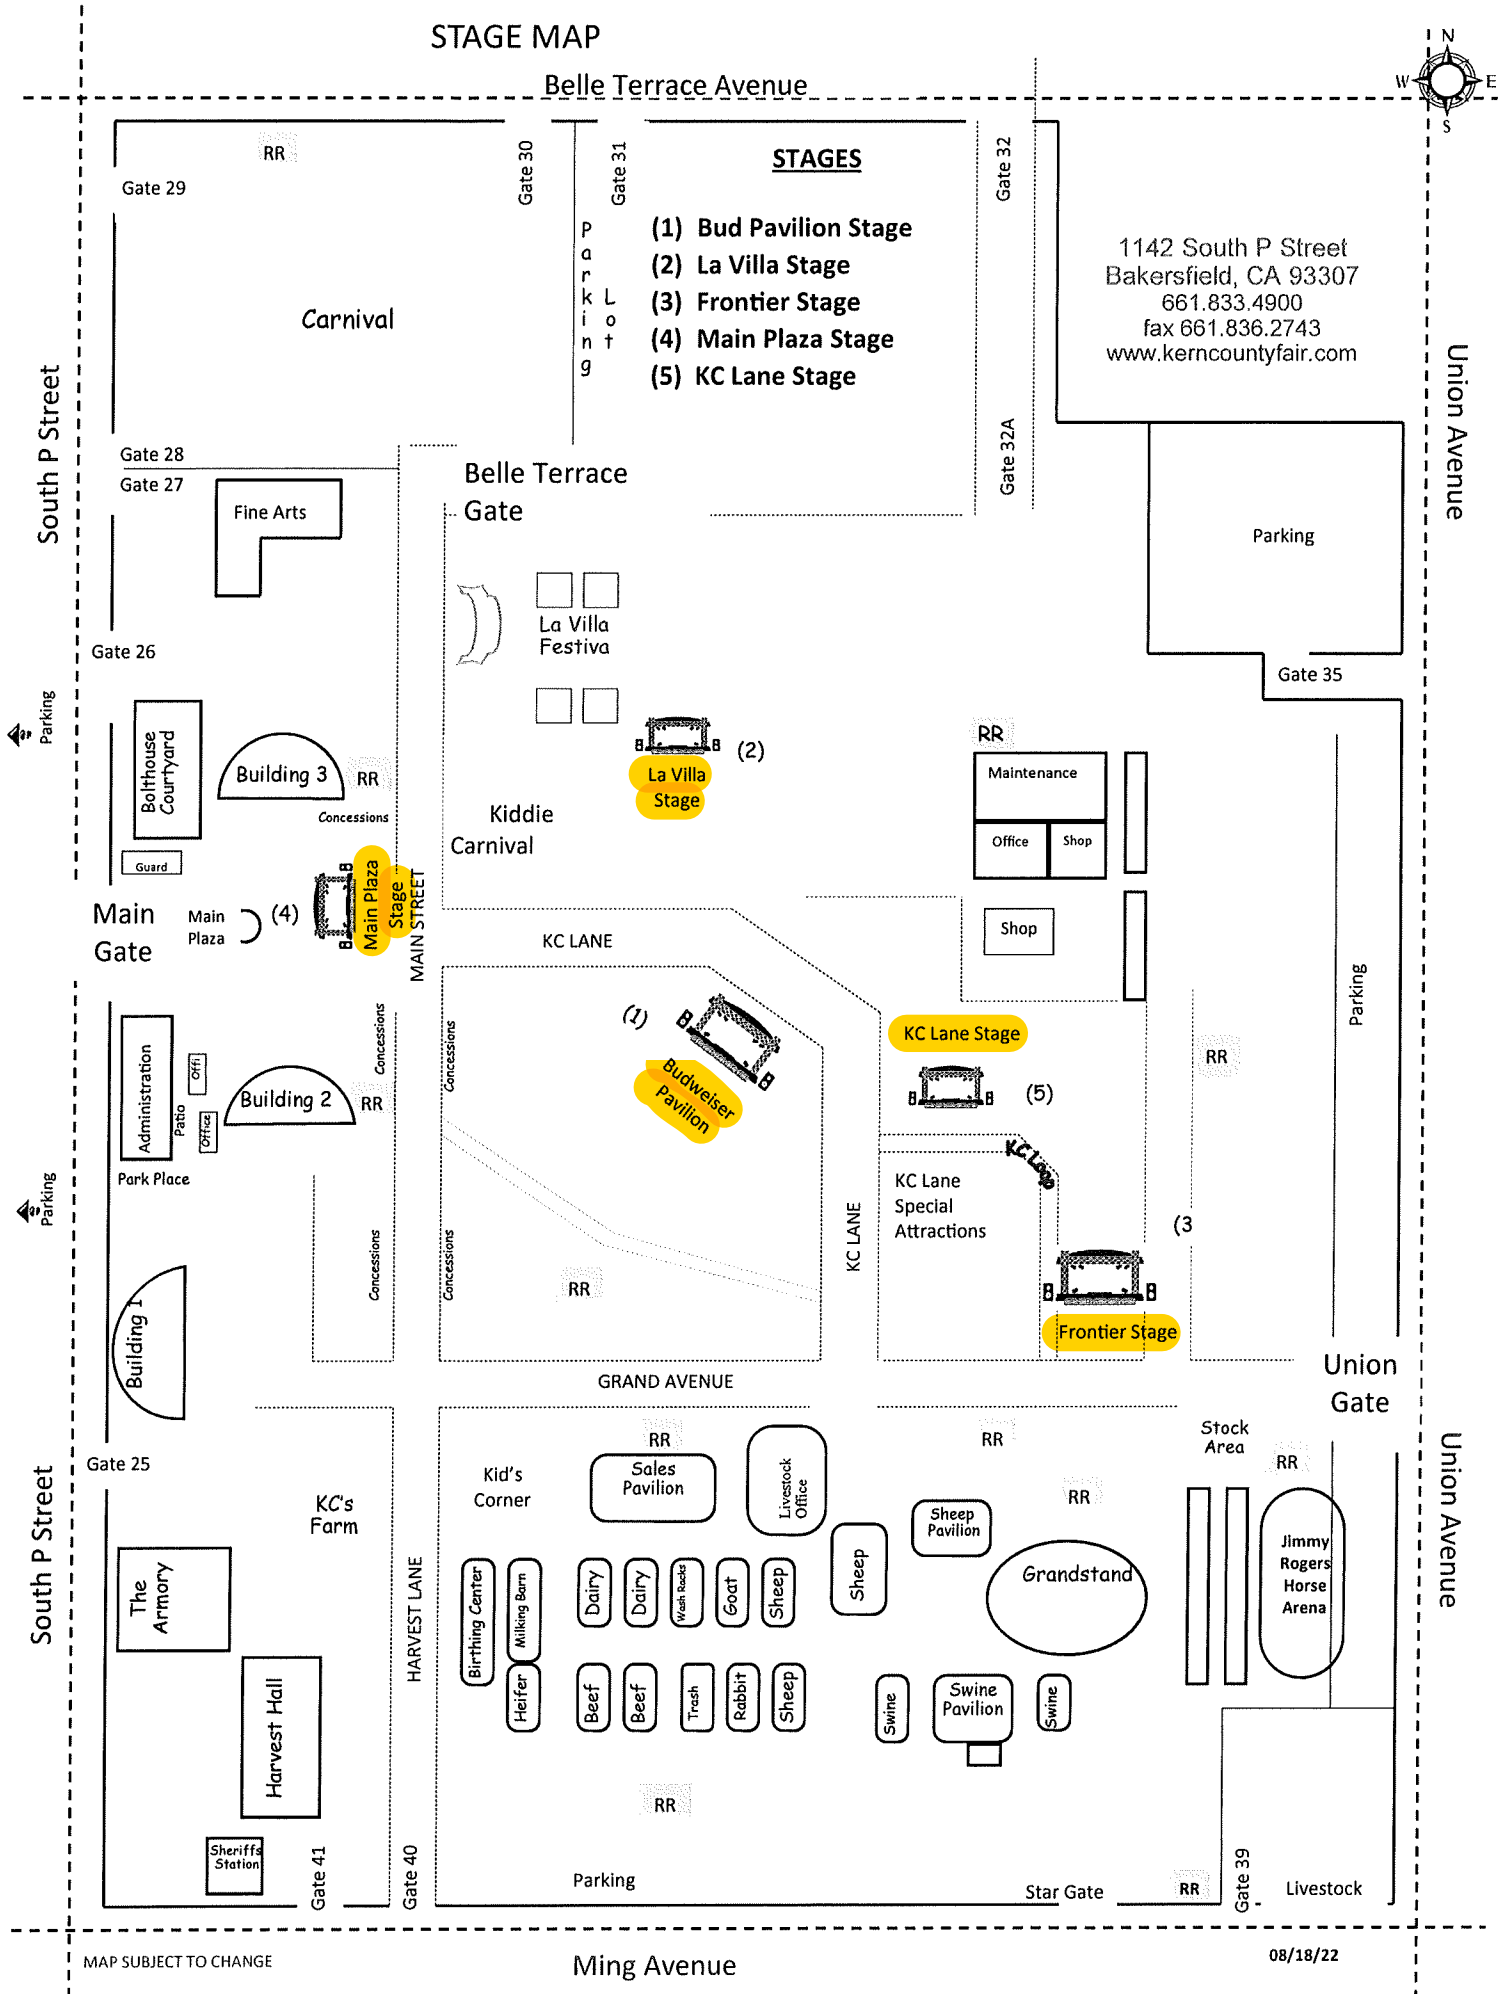 STAGE MAP
Belle Terrace Avenue
N
W E
S
RR
Gate 30
Gate 31
Gate 32
STAGES
Gate 29
Parking
Lot
(1) Bud Pavilion Stage
(2) La Villa Stage
(3) Frontier Stage
(4) Main Plaza Stage
(5) KC Lane Stage
1142 South P Street
Bakersfield, CA 93307
661.833.4900
fax 661.836.2743
www.kerncountyfair.com
Carnival
South P Street
Union Avenue
Gate 28
Gate 27
Gate 32A
Belle Terrace
Gate
Fine Arts
Parking
La Villa
Festiva
Gate 26
Gate 35
Parking
Bolthouse
Courtyard
Building 3
RR
Concessions
(2)
La Villa
Stage
RR
Maintenance
Office
Shop
Kiddie
Carnival
Guard
Main
Gate
Main
Plaza
(4)
Main Plaza
Stage
MAIN STREET
KC LANE
Shop
Parking
(1)
Budweiser
Pavilion
KC Lane Stage
(5)
RR
Concessions
Concessions
Administration
Patio
Offi
Office
Building 2
RR
Park Place
KC Loop
KC Lane
Special
Attractions
(3
Parking
Concessions
Concessions
KC LANE
RR
Frontier Stage
Building 1
GRAND AVENUE
Union
Gate
Gate 25
KC's
Farm
Kid's
Corner
RR
Sales
Pavilion
Livestock
Office
RR
Stock
Area
RR
RR
Sheep
Pavilion
Sheep
Grandstand
Jimmy
Rogers
Horse
Arena
South P Street
Union Avenue
The
Armory
HARVEST LANE
Birthing Center
Milking Barn
Dairy
Dairy
Wash Racks
Goat
Sheep
Heifer
Beef
Beef
Trash
Rabbit
Sheep
Swine
Swine
Pavilion
Swine
Harvest Hall
RR
Sheriffs
Station
Gate 41
Gate 40
Parking
Star Gate
RR
Gate 39
Livestock
MAP SUBJECT TO CHANGE
Ming Avenue
08/18/22